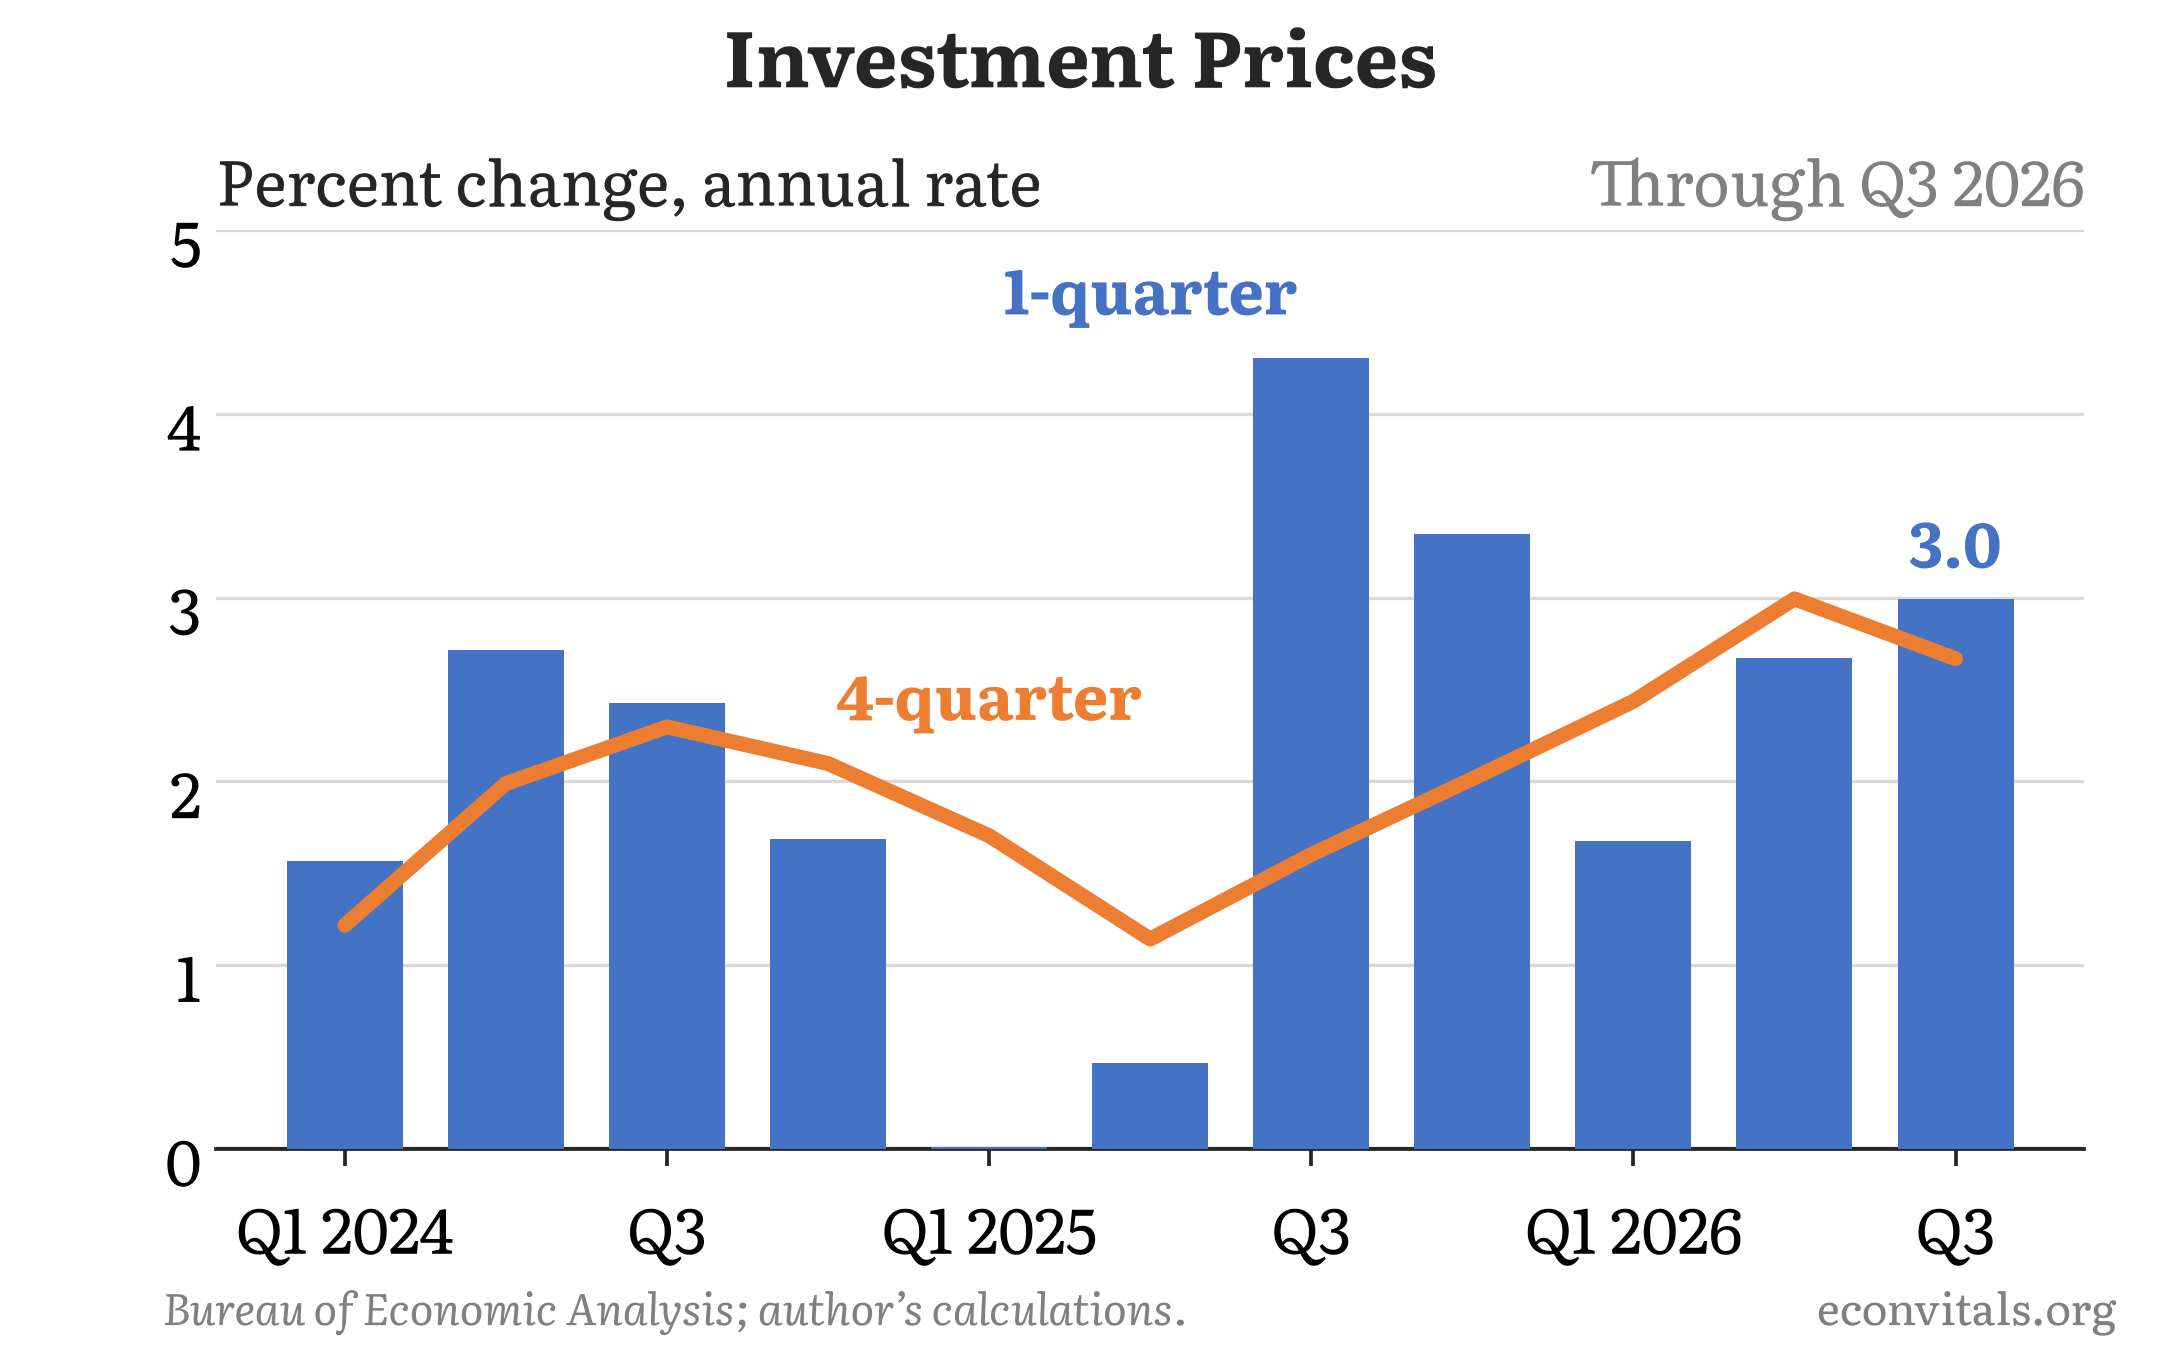 Investment Prices
Percent change, annual rate
Through Q3 2026
5
1-quarter
4
3.0
3
4-quarter
2
1
0
Q1 2024 Q3 Q1 2025 Q3 Q1 2026 Q3
Bureau of Economic Analysis; author’s calculations.
econvitals.org